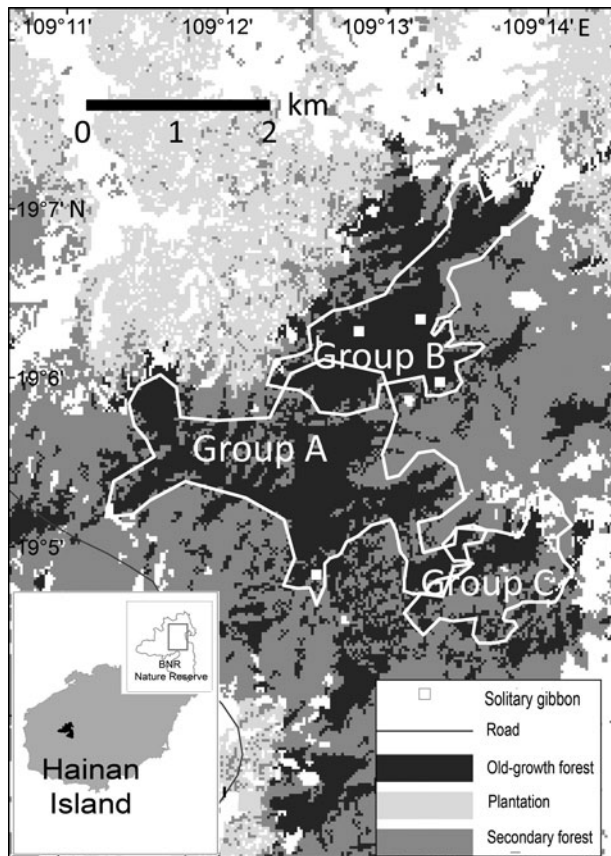 109°11' 109°12' 109°13' 109°14' E
km
0 1 2
19°7' N
Group B
19°6'
Group A
19°5'
Group C
BNR
Nature Reserve
Hainan
Island
Solitary gibbon
Road
Old-growth forest
Plantation
Secondary forest